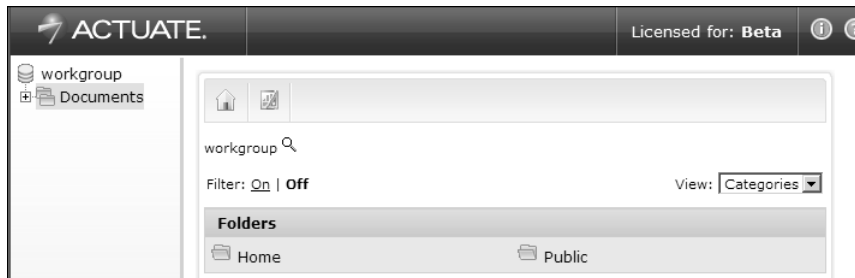 ACTUATE.
Licensed for: Beta
workgroup
Documents
workgroup
Filter: On | Off
View: Categories
Folders
Home
Public